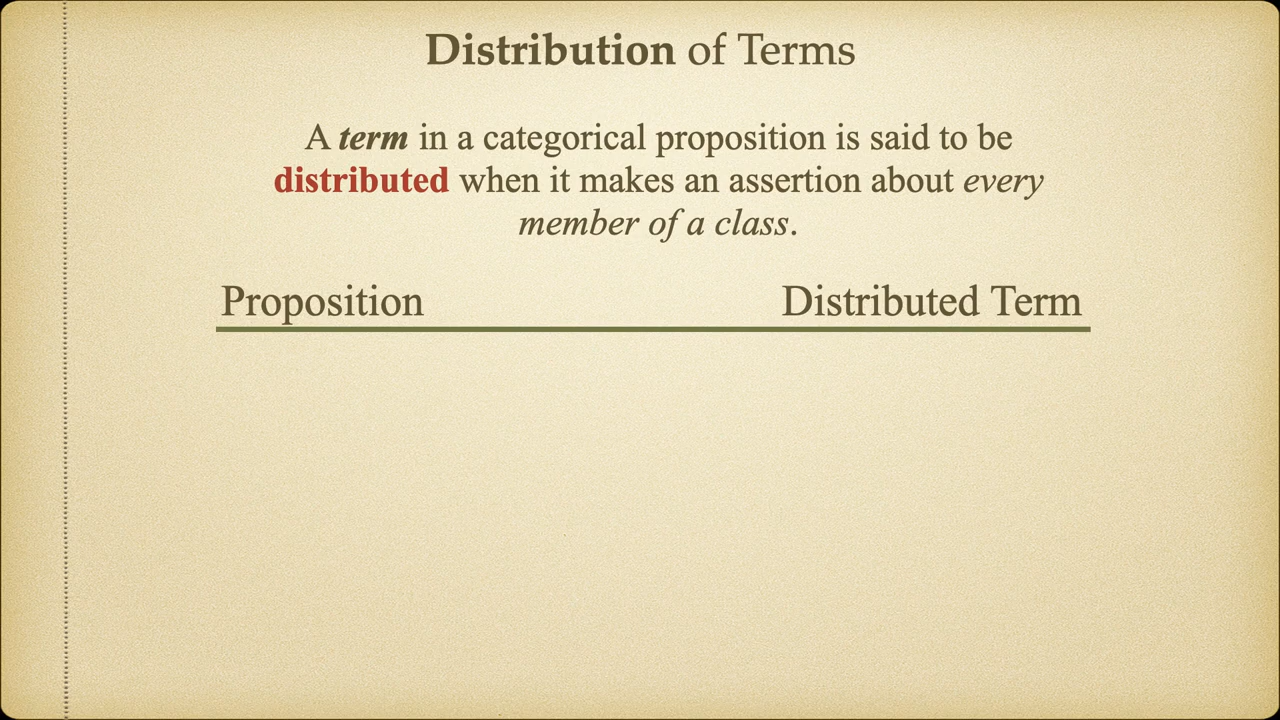 Distribution of Terms
A term in a categorical proposition is said to be
distributed when it makes an assertion about every
member of a class.
Proposition Distributed Term